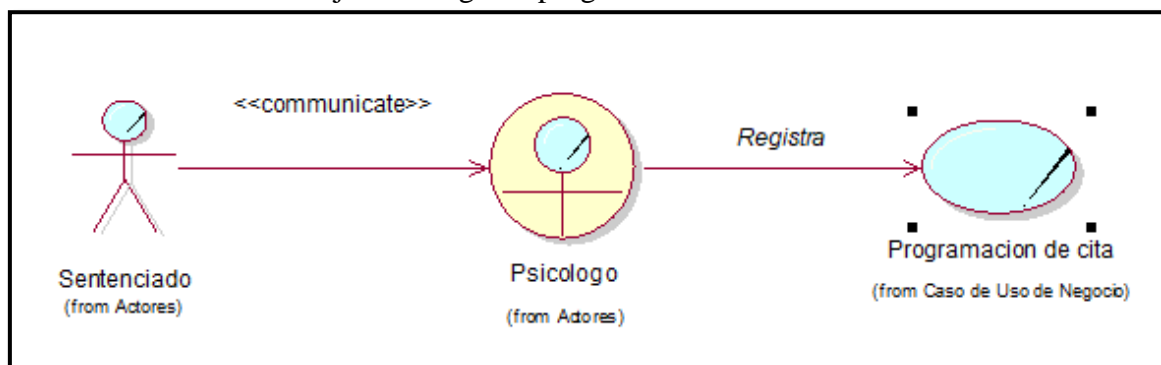 <<communicate>>
Registra
Sentenciado
(from Actores)
Psicologo
(from Actores)
Programacion de cita
(from Caso de Uso de Negocio)